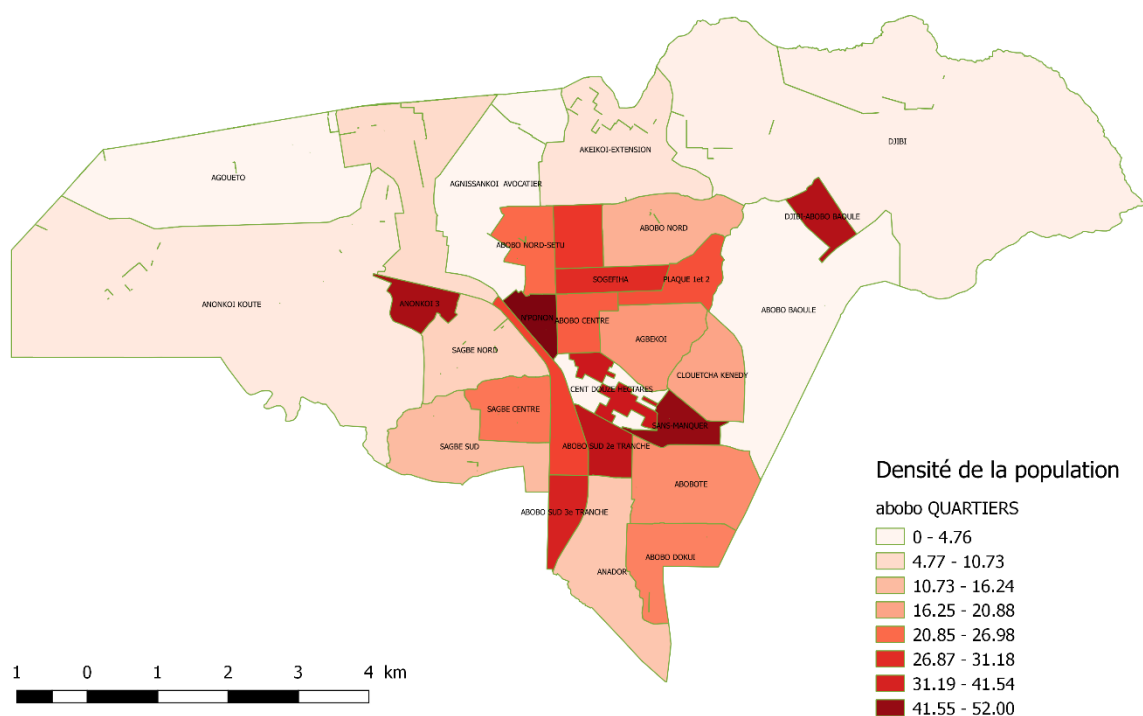 AKEIKOI-EXTENSION
DJIBI
AGOUETO
AGNISSANKOI AVOCATIER
DJIBI-ABOBO BAOULE
ABOBO NORD-SETU
ABOBO NORD
SOGEFIHA
PLAQUE 1et 2
ANONKOI KOUTE
ANONKOI 3
N'PONON
ABOBO CENTRE
ABOBO BAOULE
AGBEKOI
SAGBE NORD
CLOUETCHA KENEDY
CENT DOUZE HECTARES
SAGBE CENTRE
SANS-MANQUER
SAGBE SUD
ABOBO SUD 2e TRANCHE
ABOBOTE
ABOBO SUD 3e TRANCHE
ABOBO DOKUI
ANADOR
Densité de la population
abobo QUARTIERS
0 - 4.76
4.77 - 10.73
10.73 - 16.24
16.25 - 20.88
20.85 - 26.98
26.87 - 31.18
31.19 - 41.54
41.55 - 52.00
1 0 1 2 3 4 km